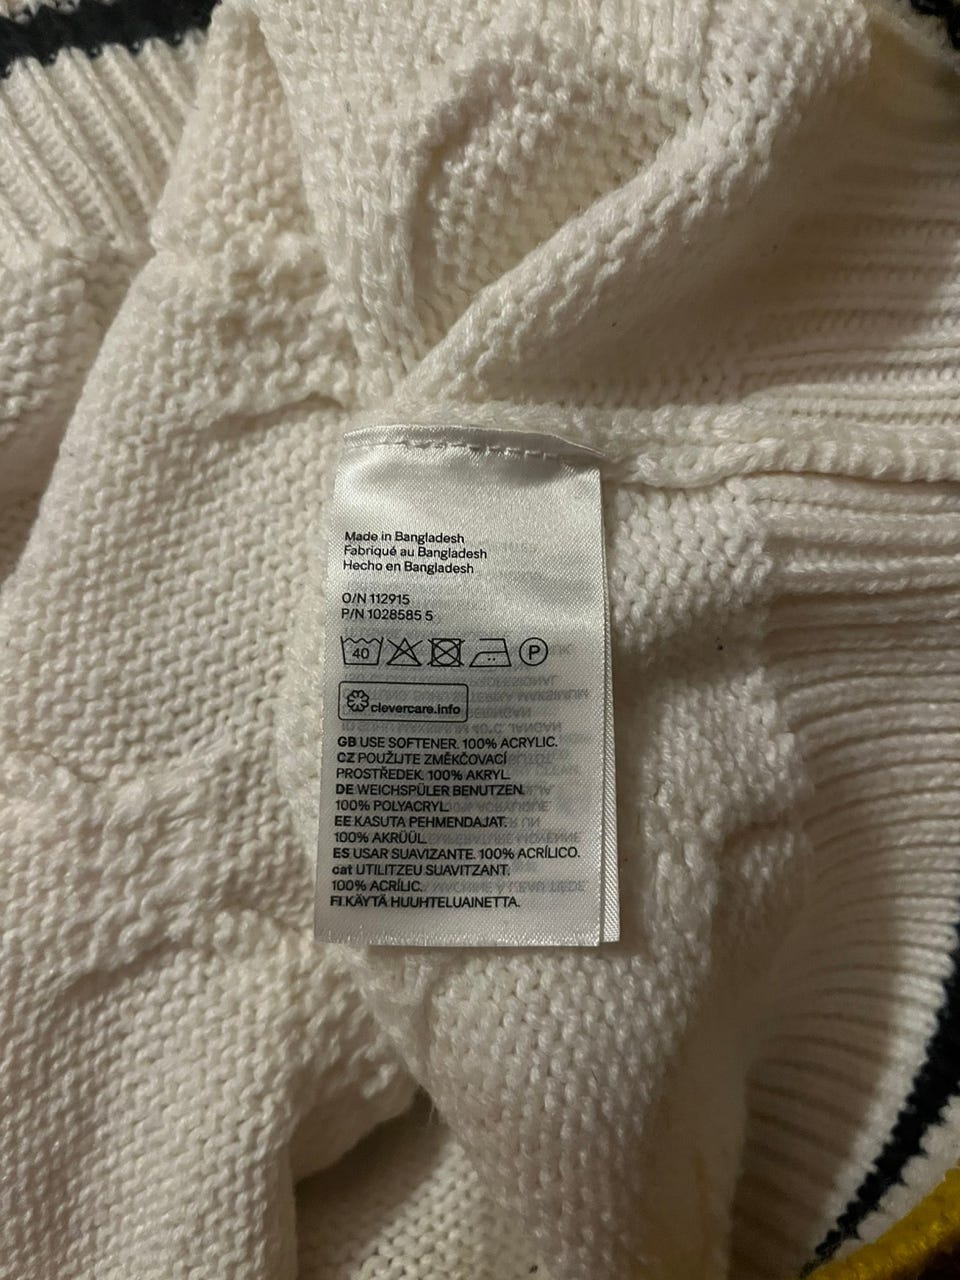 Made in Bangladesh
Fabriqué au Bangladesh
Hecho en Bangladesh
O/N 112915
P/N 1028585 5
40 P
clevercare.info
GB USE SOFTENER. 100% ACRYLIC.
CZ POUŽIJTE ZMĚKČOVACÍ
PROSTŘEDEK. 100% AKRYL.
DE WEICHSPÜLER BENUTZEN.
100% POLYACRYL.
EE KASUTA PEHMENDAJAT.
100% AKRÜÜL.
ES USAR SUAVIZANTE. 100% ACRÍLICO.
cat UTILITZEU SUAVITZANT.
100% ACRÍLIC.
FI KÄYTÄ HUUHTELUAINETTA.